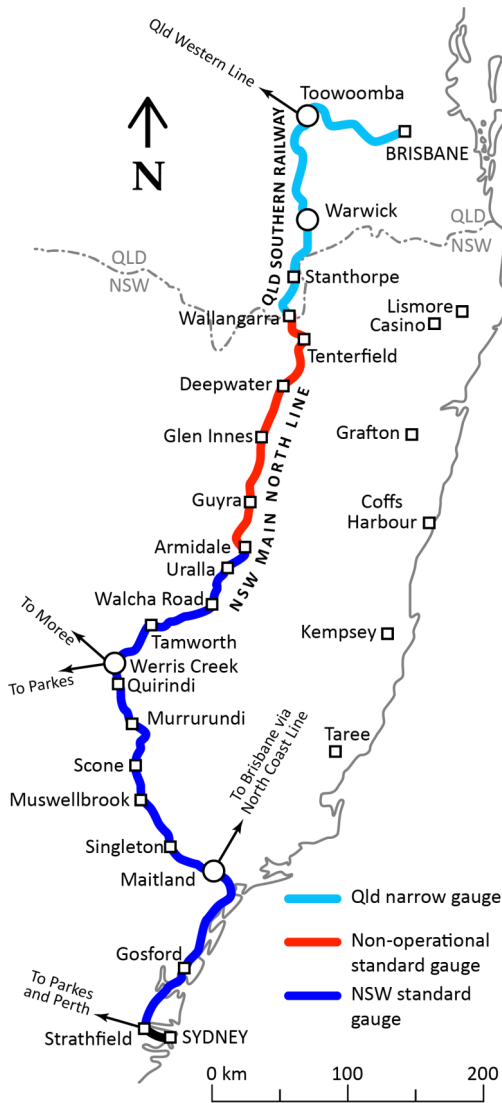 Qld Western Line
Toowoomba
BRISBANE
N
QLD SOUTHERN RAILWAY
Warwick
QLD
NSW
QLD
NSW
Stanthorpe
Wallangarra
Lismore
Casino
Tenterfield
Deepwater
NSW MAIN NORTH LINE
Glen Innes
Grafton
Guyra
Coffs
Harbour
Armidale
Uralla
Walcha Road
To Moree
Tamworth
Kempsey
Werris Creek
To Parkes
Quirindi
Murrurundi
To Brisbane via
North Coast Line
Taree
Scone
Muswellbrook
Singleton
Maitland
Qld narrow gauge
Non-operational
standard gauge
NSW standard
gauge
Gosford
To Parkes
and Perth
Strathfield
SYDNEY
0 km 100 200